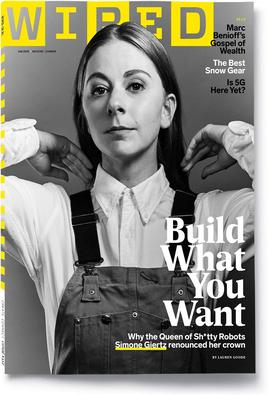 WIRED
PLUS
Marc
Benioff's
Gospel of
Wealth
The Best
Snow Gear
Is 5G
Here Yet?
Build
What
You
Want
Why the Queen of Sh*tty Robots
Simone Giertz renounced her crown
BY LAUREN GOODE